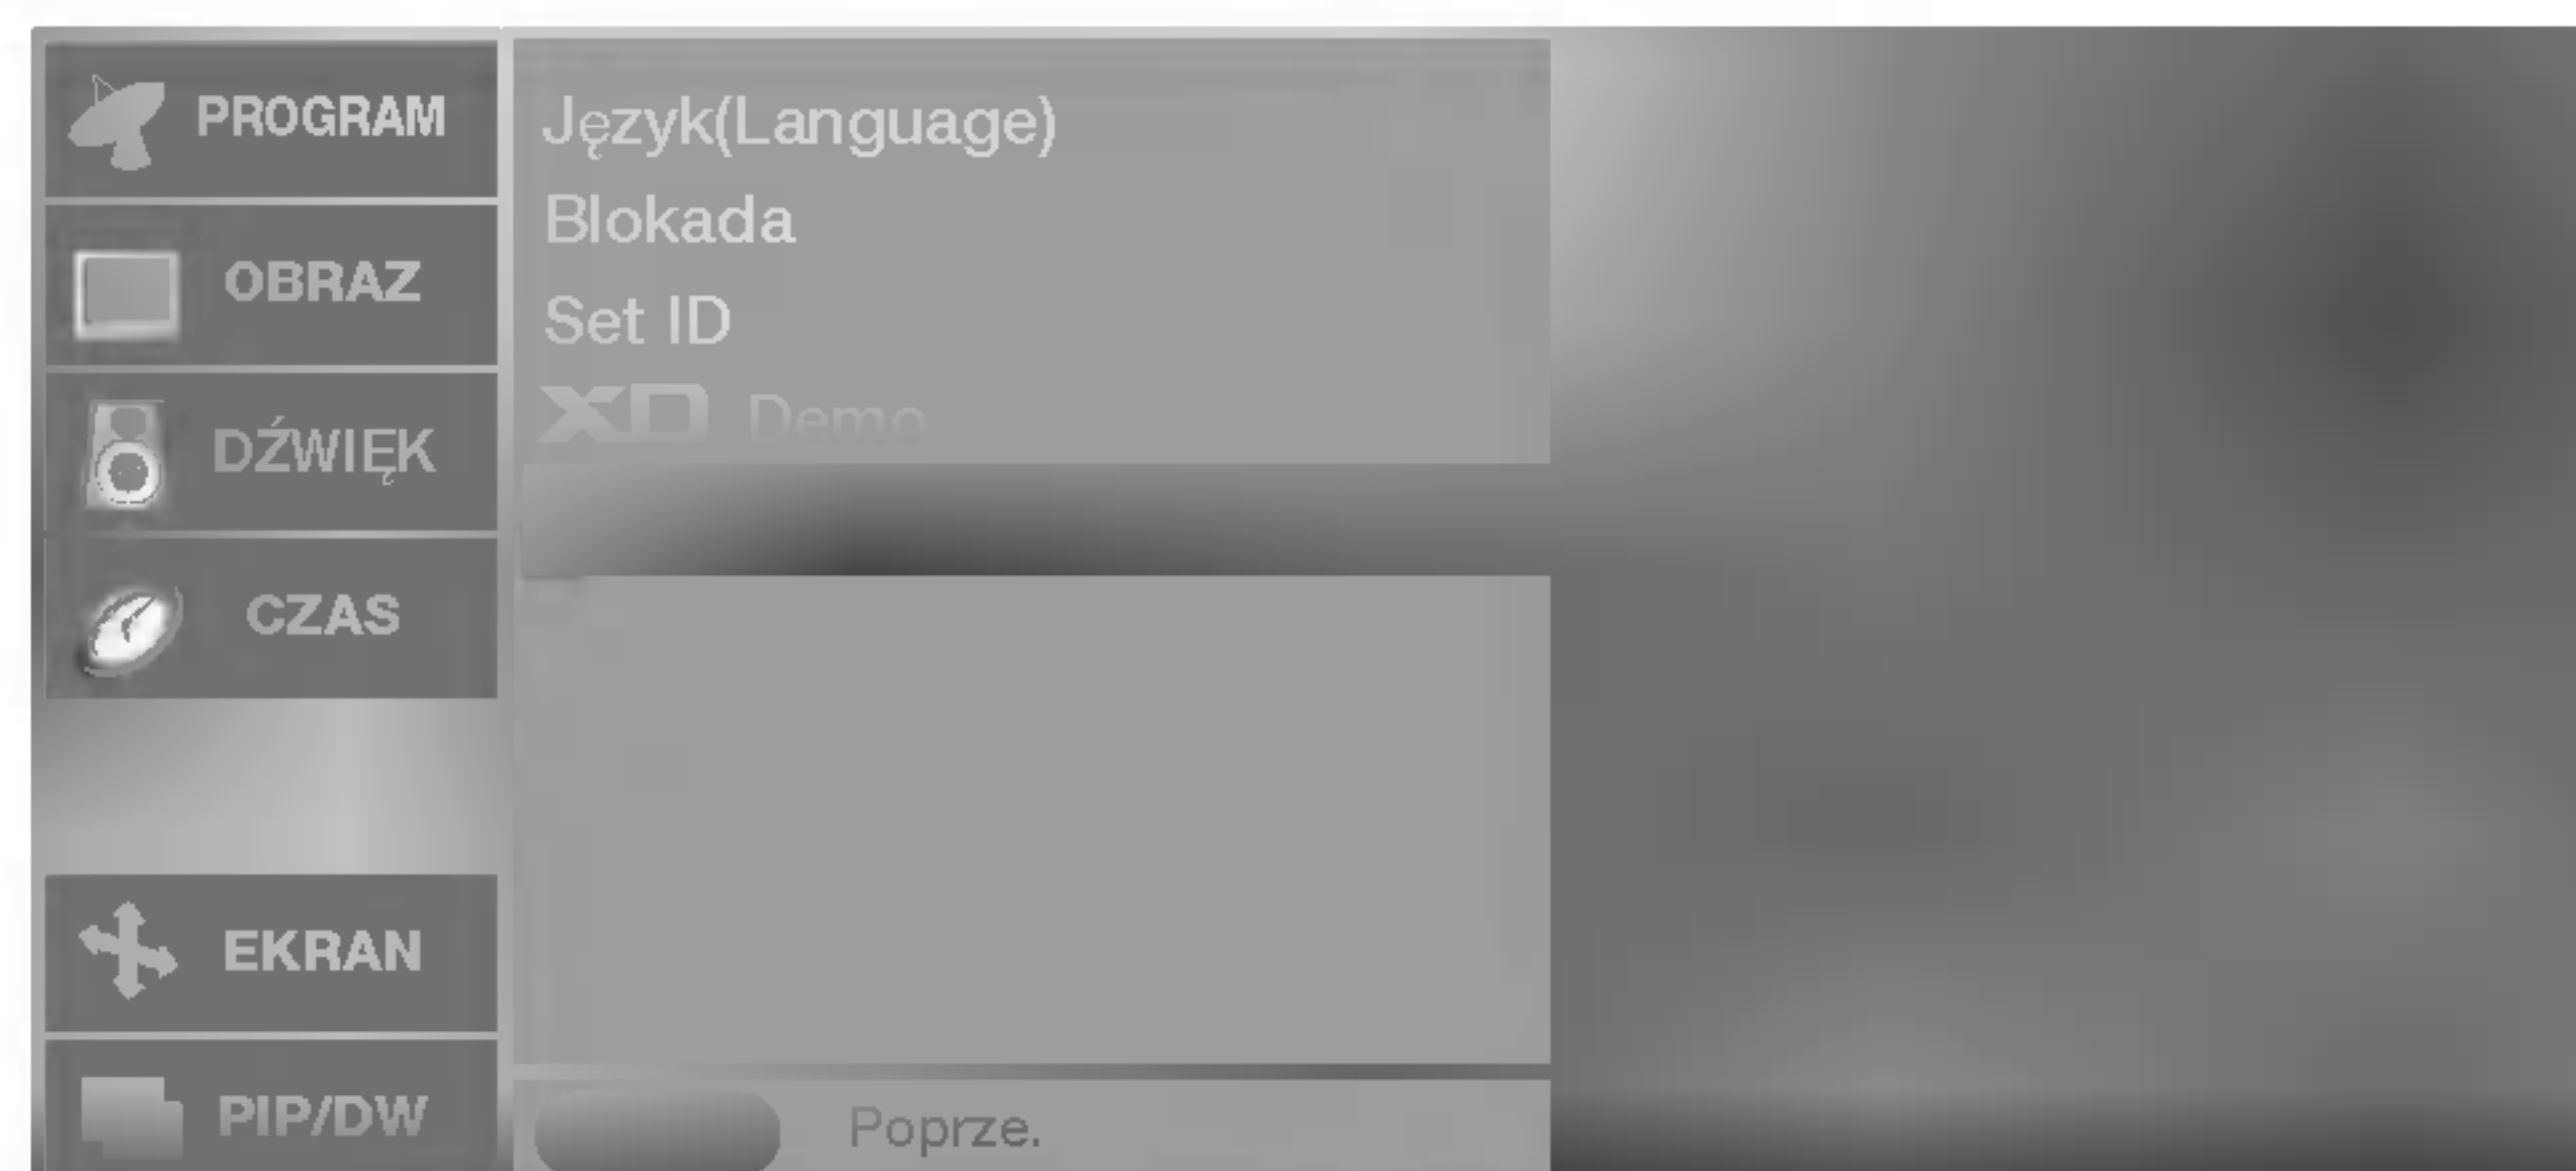 PROGRAM
OBRAZ
DŹWIĘK
CZAS
EKRAN
PIP/DW
Język(Language)
Blokada
Set ID
XD Demo
Poprze.